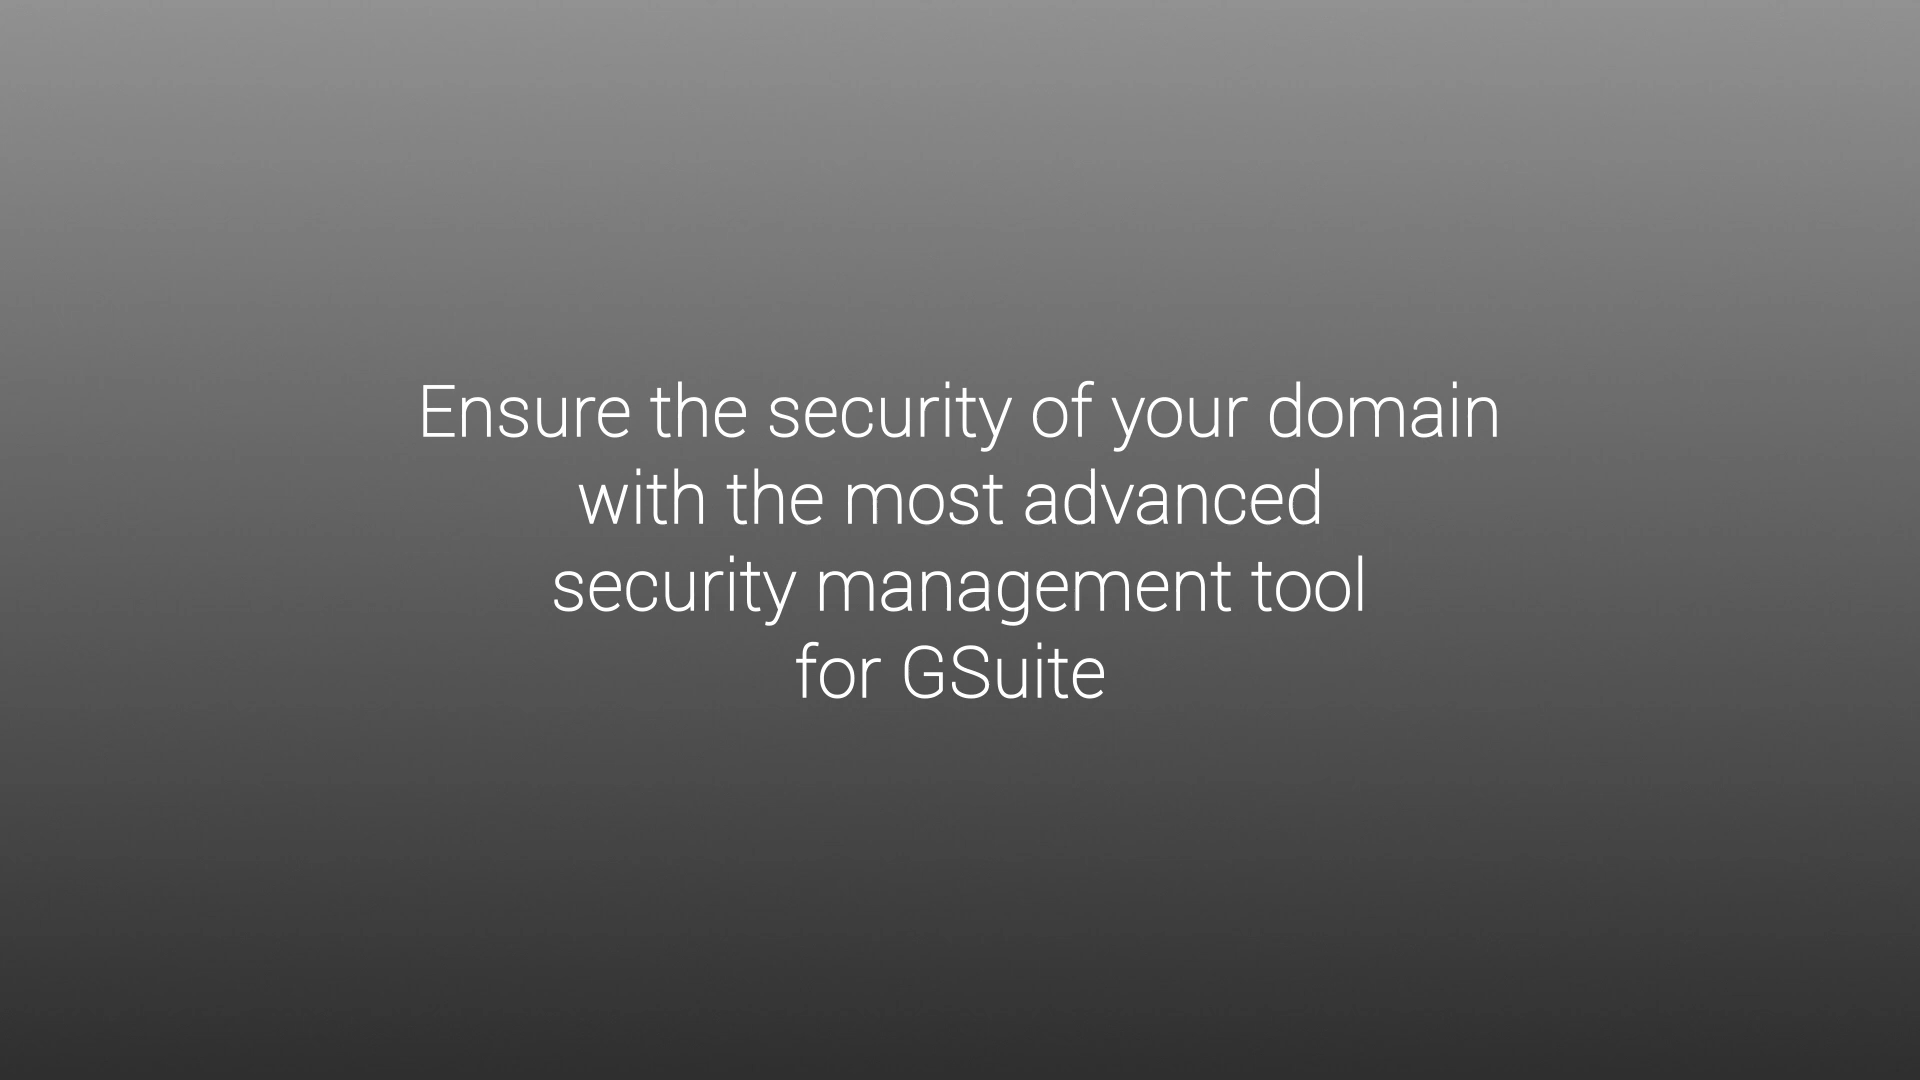 Ensure the security of your domain
with the most advanced
security management tool
for GSuite